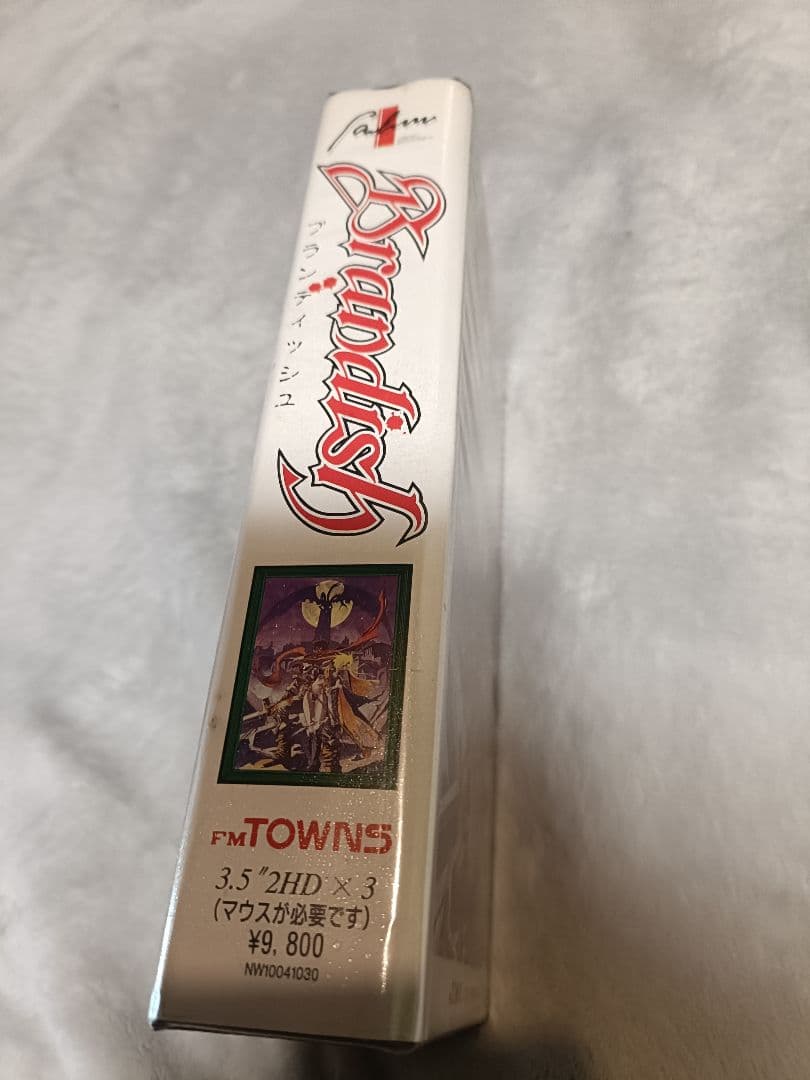 Falcom
Brandish
ブランディッシュ
FM TOWNS
3.5"2HD × 3
(マウスが必要です)
¥9,800
NW10041030